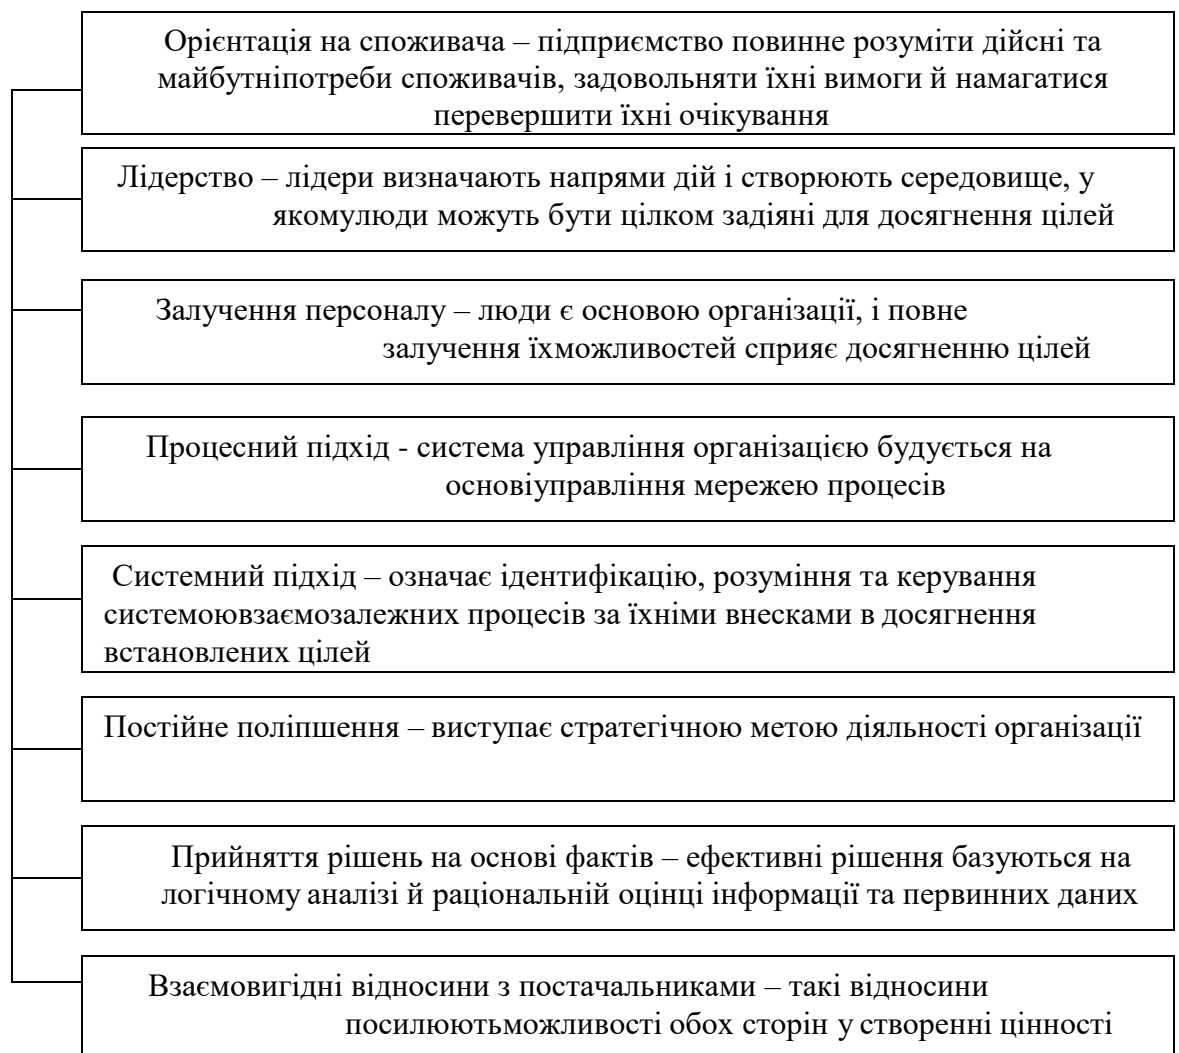 Орієнтація на споживача – підприємство повинне розуміти дійсні та
майбутніпотреби споживачів, задовольняти їхні вимоги й намагатися
перевершити їхні очікування
Лідерство – лідери визначають напрями дій і створюють середовище, у
якомулюди можуть бути цілком задіяні для досягнення цілей
Залучення персоналу – люди є основою організації, і повне
залучення їхможливостей сприяє досягненню цілей
Процесний підхід - система управління організацією будується на
основіуправління мережею процесів
Системний підхід – означає ідентифікацію, розуміння та керування
системоювзаємозалежних процесів за їхніми внесками в досягнення
встановлених цілей
Постійне поліпшення – виступає стратегічною метою діяльності організації
Прийняття рішень на основі фактів – ефективні рішення базуються на
логічному аналізі й раціональній оцінці інформації та первинних даних
Взаємовигідні відносини з постачальниками – такі відносини
посилюютьможливості обох сторін у створенні цінності